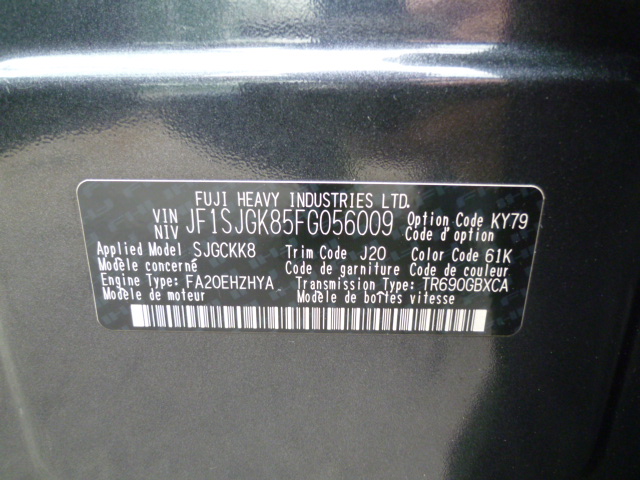 FUJI HEAVY INDUSTRIES LTD.
VIN NIV JF1SJGK85FG056009 Option Code KY79
Code d'option
Applied Model SJGCKK8 Trim Code J20 Color Code 61K
Modèle concerné Code de garniture Code de couleur
Engine Type: FA20EHZHYA Transmission Type: TR690GBXCA
Modèle de moteur Modèle de boîtes vitesse